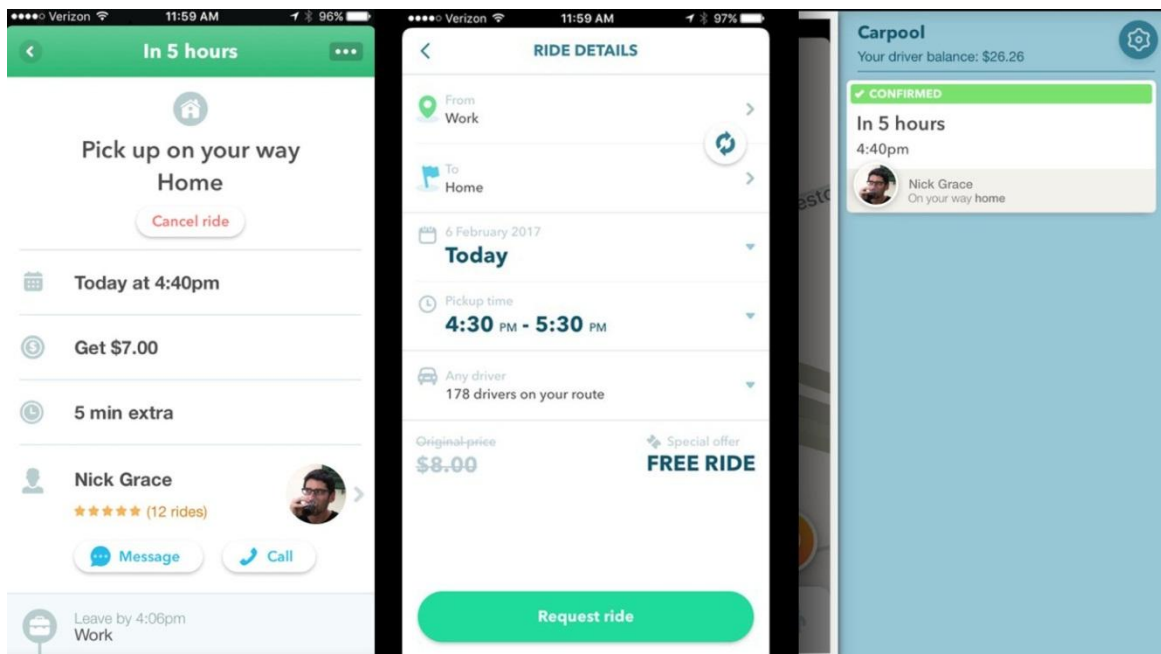 Verizon 11:59 AM 96%
In 5 hours
Pick up on your way
Home
Cancel ride
Today at 4:40pm
Get $7.00
5 min extra
Nick Grace
(12 rides)
Message Call
Leave by 4:06pm
Work
Verizon 11:59 AM 97%
RIDE DETAILS
From
Work
To
Home
6 February 2017
Today
Pickup time
4:30 PM - 5:30 PM
Any driver
178 drivers on your route
Original price Special offer
$8.00 FREE RIDE
Request ride
Carpool
Your driver balance: $26.26
CONFIRMED
In 5 hours
4:40pm
Nick Grace
On your way home